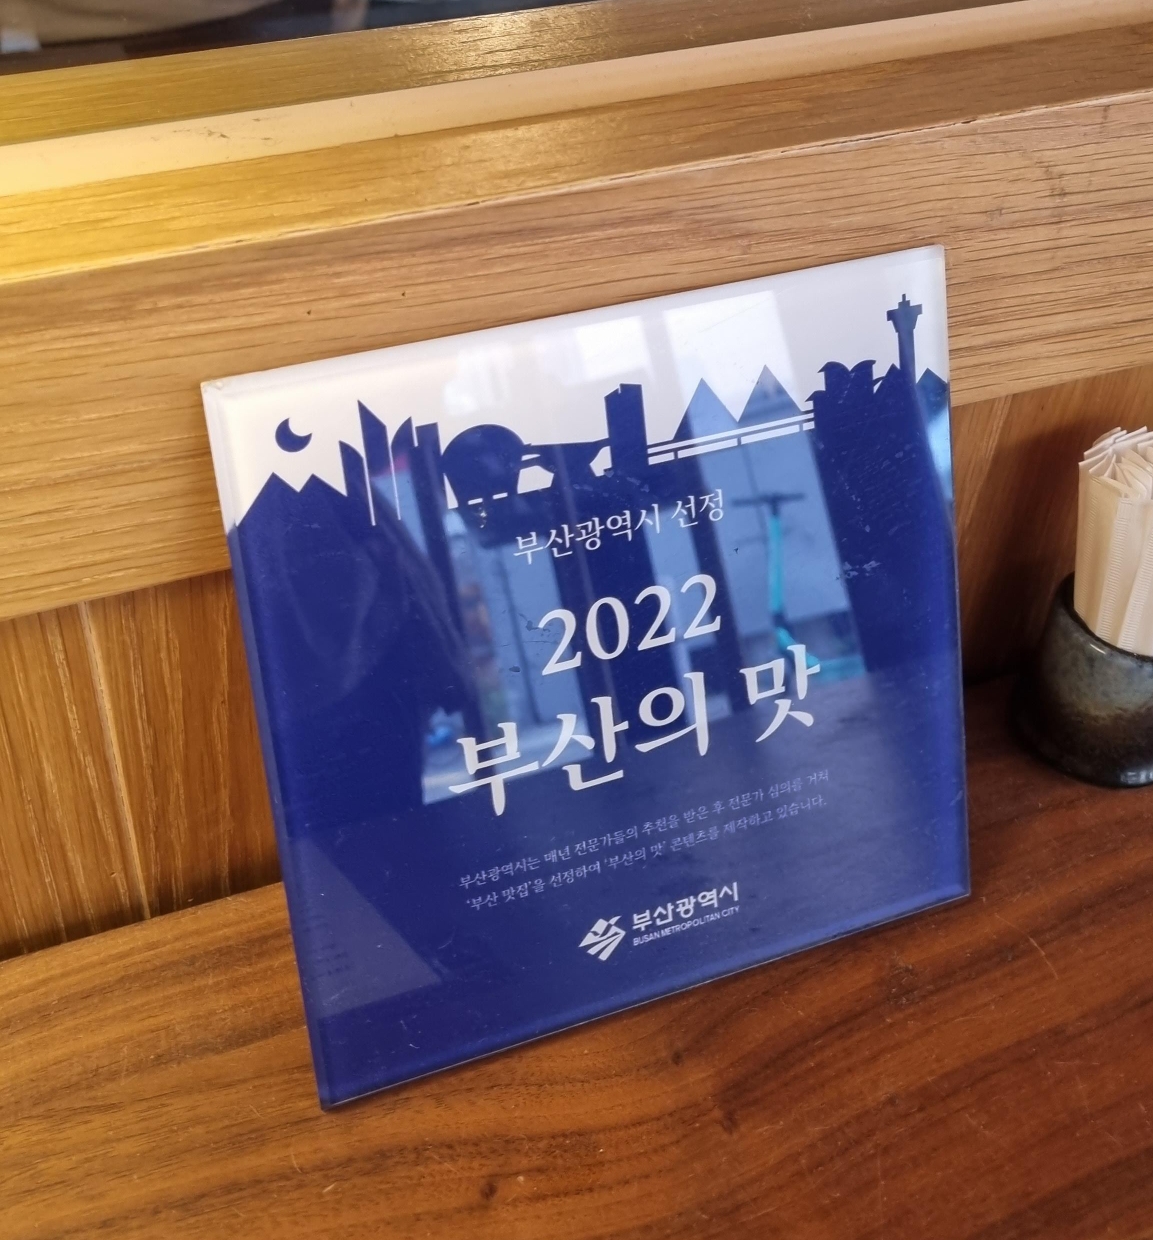 부산광역시 선정
2022
부산의 맛
부산광역시는 매년 전문가들의 추천을 받은 후 전문가 심의를 거쳐
'부산 맛집'을 선정하여 '부산의 맛' 콘텐츠를 제작하고 있습니다.
부산광역시
BUSAN METROPOLITAN CITY